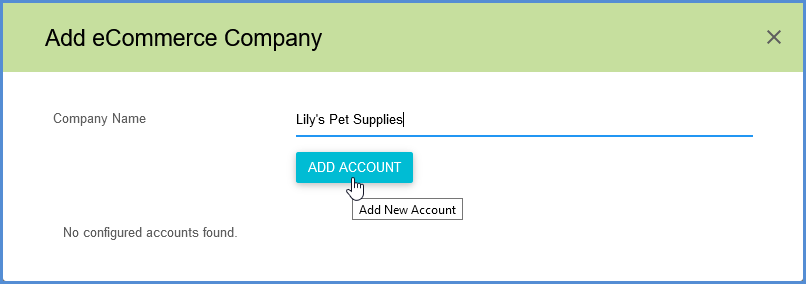 Add eCommerce Company
Company Name
Lily's Pet Supplies
ADD ACCOUNT
Add New Account
No configured accounts found.